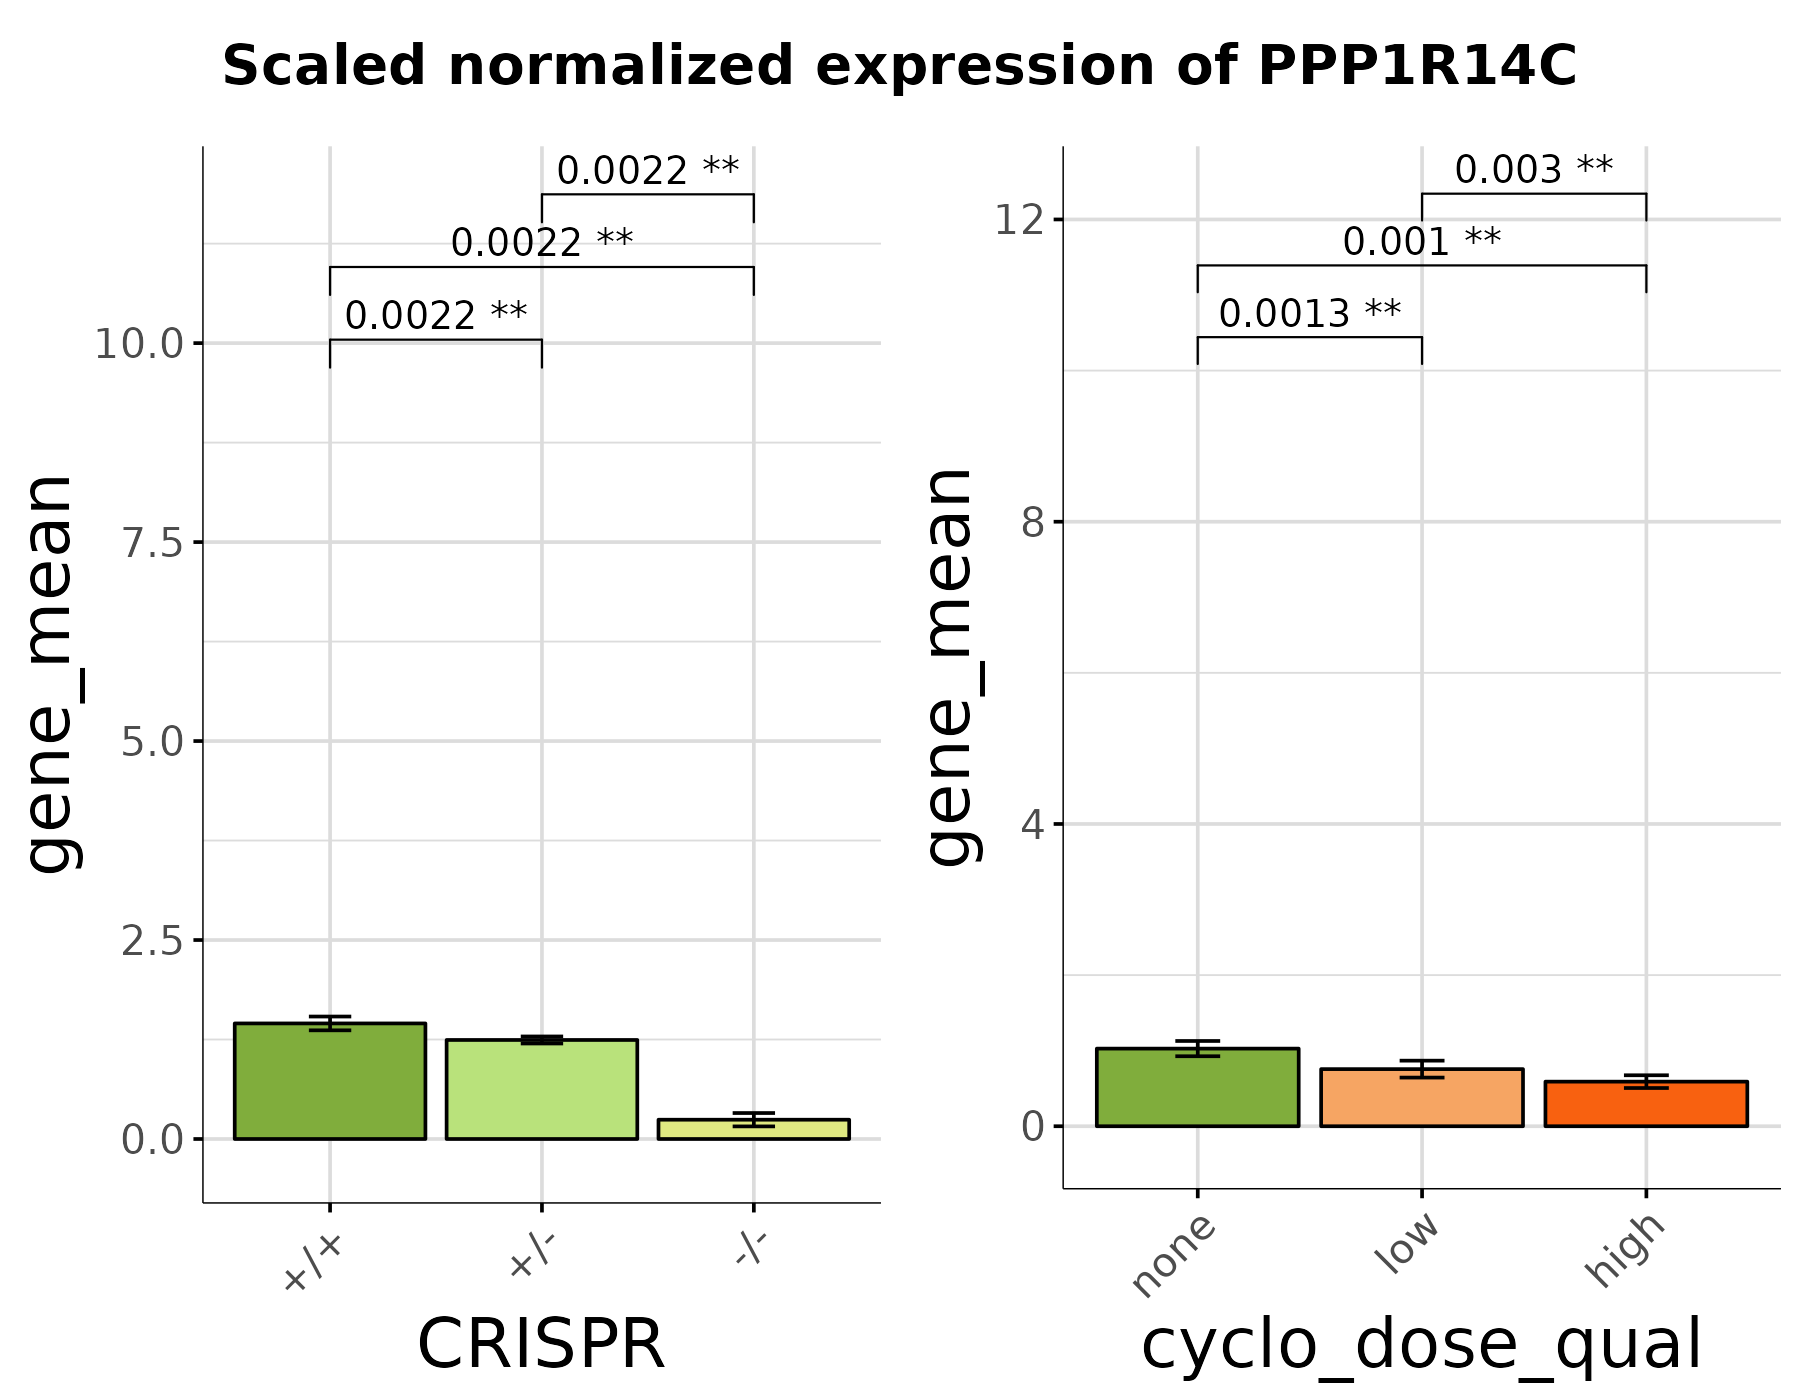 Scaled normalized expression of PPP1R14C
0.0022 **
0.0022 **
0.0022 **
10.0
7.5
5.0
2.5
0.0
gene_mean
+/+
+/-
-/-
CRISPR
0.003 **
0.001 **
0.0013 **
12
8
4
0
gene_mean
none
low
high
cyclo_dose_qual